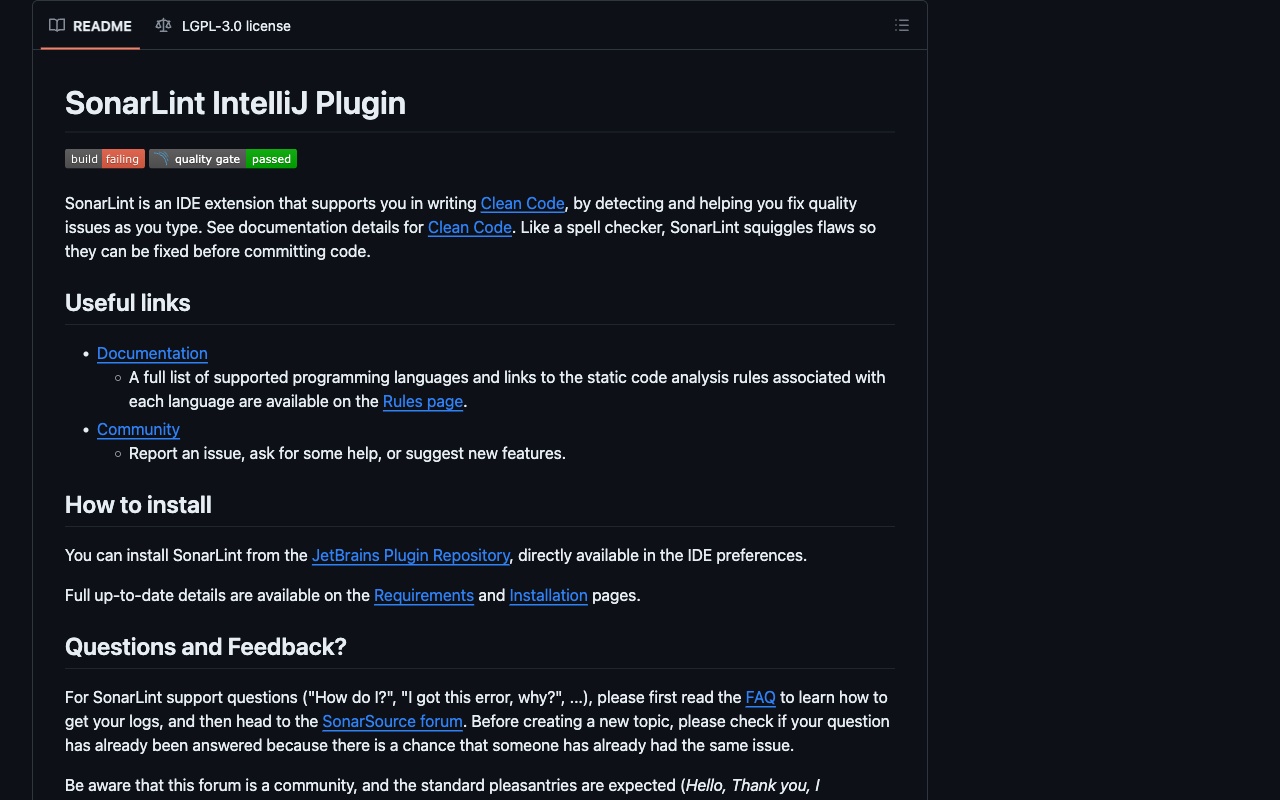 README
LGPL-3.0 license
SonarLint IntelliJ Plugin
build failing quality gate passed
SonarLint is an IDE extension that supports you in writing Clean Code, by detecting and helping you fix quality
issues as you type. See documentation details for Clean Code. Like a spell checker, SonarLint squiggles flaws so
they can be fixed before committing code.
Useful links
• Documentation
○ A full list of supported programming languages and links to the static code analysis rules associated with
each language are available on the Rules page.
• Community
○ Report an issue, ask for some help, or suggest new features.
How to install
You can install SonarLint from the JetBrains Plugin Repository, directly available in the IDE preferences.
Full up-to-date details are available on the Requirements and Installation pages.
Questions and Feedback?
For SonarLint support questions ("How do I?", "I got this error, why?", ...), please first read the FAQ to learn how to
get your logs, and then head to the SonarSource forum. Before creating a new topic, please check if your question
has already been answered because there is a chance that someone has already had the same issue.
Be aware that this forum is a community, and the standard pleasantries are expected (Hello, Thank you, I